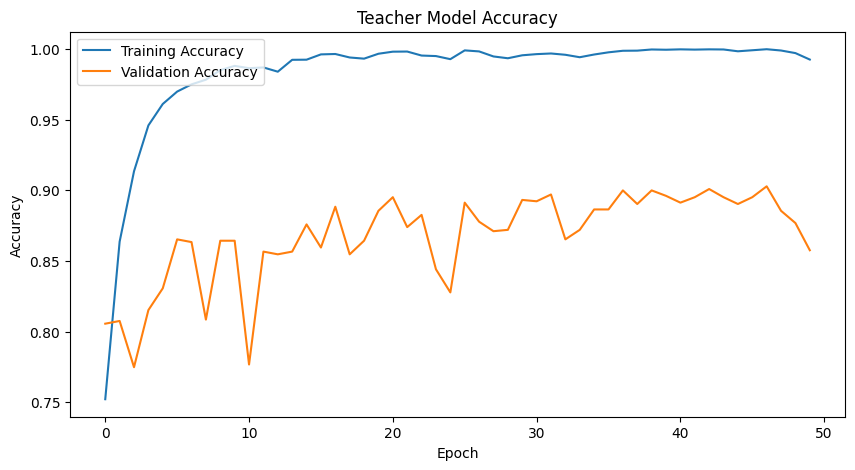 Teacher Model Accuracy
Training Accuracy
Validation Accuracy
1.00
0.95
0.90
0.85
0.80
0.75
Accuracy
0 10 20 30 40 50
Epoch